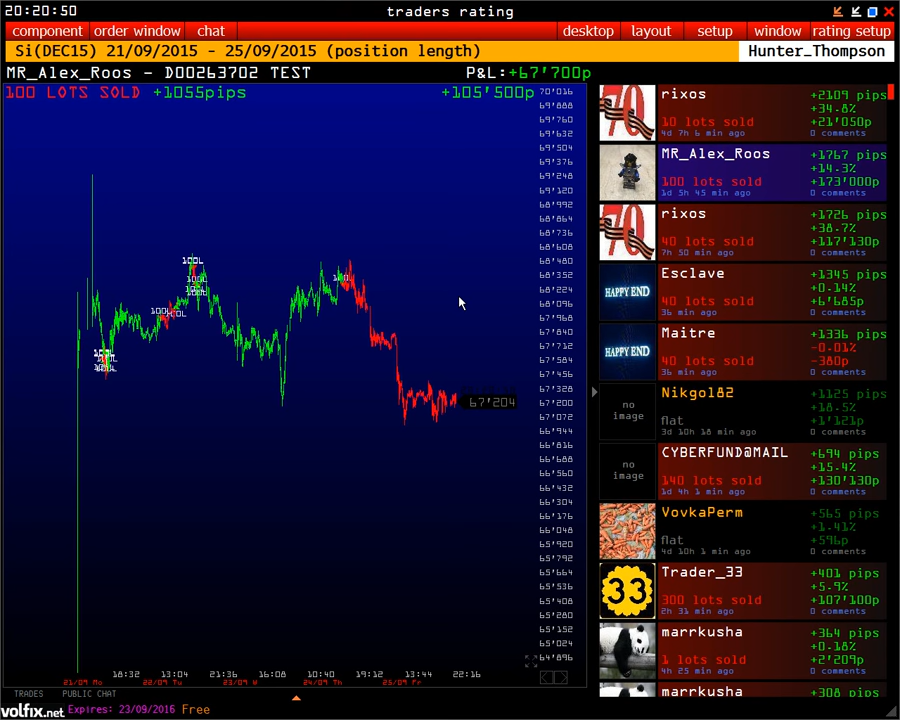 20:20:50
traders rating
component order window chat desktop layout setup window rating setup
Si(DEC15) 21/09/2015 - 25/09/2015 (position length)
Hunter_Thompson
MR_Alex_Roos - D00263702 TEST
P&L:+67'700p
100 LOTS SOLD +1055pips
+105'500p
70'016
69'888
69'760
69'632
69'504
69'376
69'248
69'120
68'992
68'864
68'736
68'608
68'480
68'352
68'224
68'096
67'968
67'840
67'712
67'584
67'456
67'328
67'200
67'072
66'944
66'816
66'688
66'560
66'432
66'304
66'176
66'048
65'920
65'792
65'664
65'536
65'408
65'280
65'152
65'024
64'896
67'204
100L
18:32 13:04 21:36 16:08 10:40 19:12 13:44 22:16
21/09 Mo 22/09 Tu 23/09 W 24/09 Th 25/09 Fr
TRADES PUBLIC CHAT
volfix.net Expires: 23/09/2016 Free
rixos +2109 pips
+34.8%
10 lots sold +21'050p
4d 7h 6 min ago 0 comments
MR_Alex_Roos +1767 pips
+14.3%
100 lots sold +173'000p
1d 5h 45 min ago 0 comments
rixos +1726 pips
+38.7%
40 lots sold +117'130p
7h 50 min ago 0 comments
HAPPY END
Esclave +1345 pips
+0.14%
40 lots sold +6'685p
36 min ago 0 comments
HAPPY END
Maitre +1336 pips
-0.01%
40 lots sold -380p
36 min ago 0 comments
no image
Nikgol82 +1125 pips
+18.5%
flat +1'121p
3d 10h 18 min ago 0 comments
no image
CYBERFUND@MAIL +694 pips
+15.4%
140 lots sold +130'130p
1d 4h 1 min ago 0 comments
VovkaPerm +565 pips
+1.41%
flat +596p
4d 10h 1 min ago 0 comments
33
Trader_33 +401 pips
+5.9%
300 lots sold +107'100p
2h 31 min ago 0 comments
marrkusha +364 pips
+0.18%
1 lots sold +2'209p
4h 25 min ago 0 comments
marrkusha +308 pips